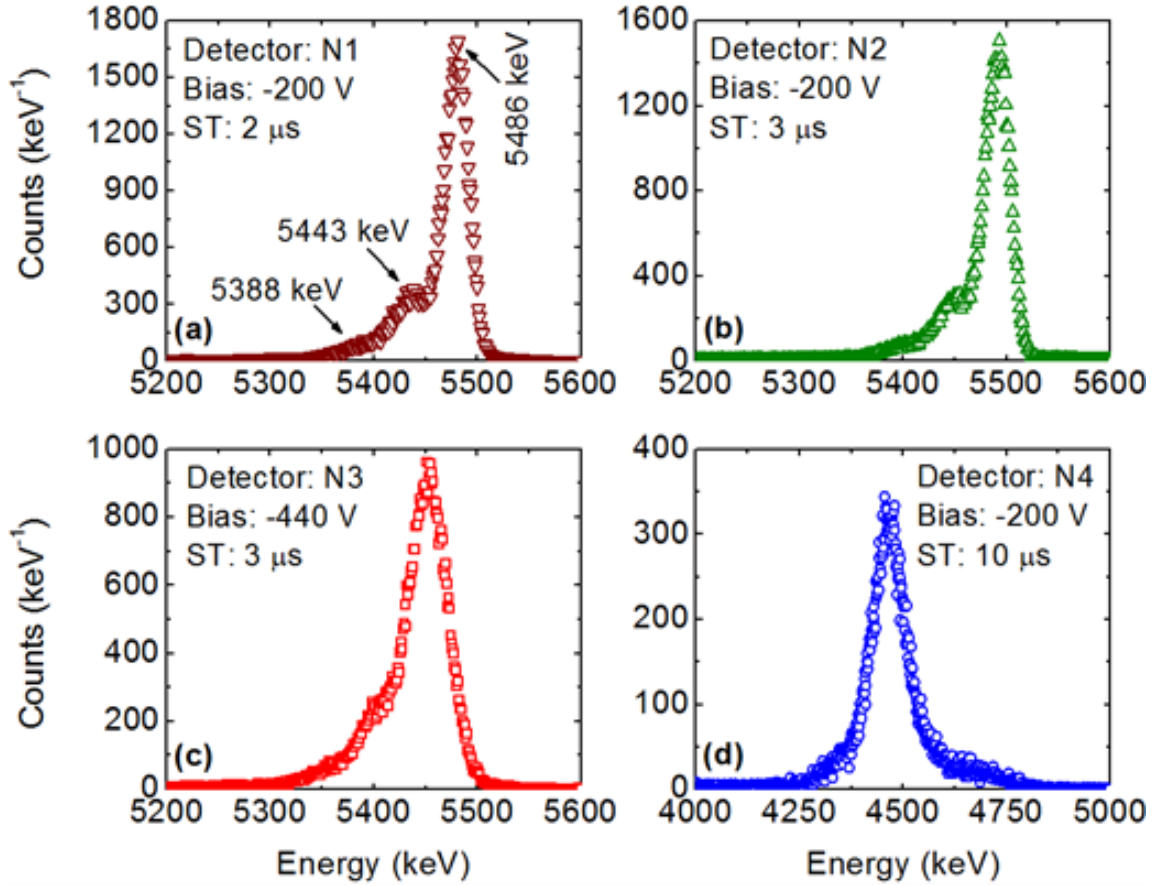 1800
1500
1200
900
600
300
0
Counts (keV⁻¹)
Detector: N1
Bias: -200 V
ST: 2 μs
5486 keV
5443 keV
5388 keV
(a)
5200 5300 5400 5500 5600
1600
1200
800
400
0
Detector: N2
Bias: -200 V
ST: 3 μs
(b)
5200 5300 5400 5500 5600
1000
800
600
400
200
0
Counts (keV⁻¹)
Detector: N3
Bias: -440 V
ST: 3 μs
(c)
5200 5300 5400 5500 5600
Energy (keV)
400
300
200
100
0
Detector: N4
Bias: -200 V
ST: 10 μs
(d)
4000 4250 4500 4750 5000
Energy (keV)